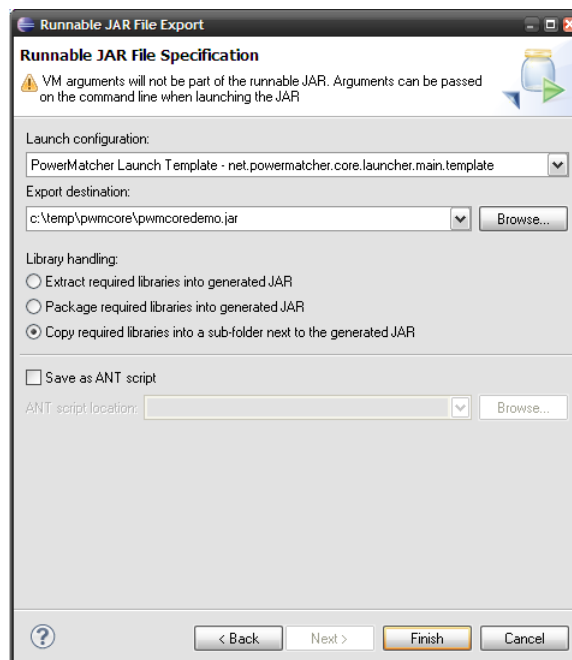 Runnable JAR File Export
Runnable JAR File Specification
VM arguments will not be part of the runnable JAR. Arguments can be passed
on the command line when launching the JAR
Launch configuration:
PowerMatcher Launch Template - net.powermatcher.core.launcher.main.template
Export destination:
c:\temp\pwmcore\pwmcoredemo.jar
Browse...
Library handling:
Extract required libraries into generated JAR
Package required libraries into generated JAR
Copy required libraries into a sub-folder next to the generated JAR
Save as ANT script
ANT script location:
Browse...
? < Back Next > Finish Cancel